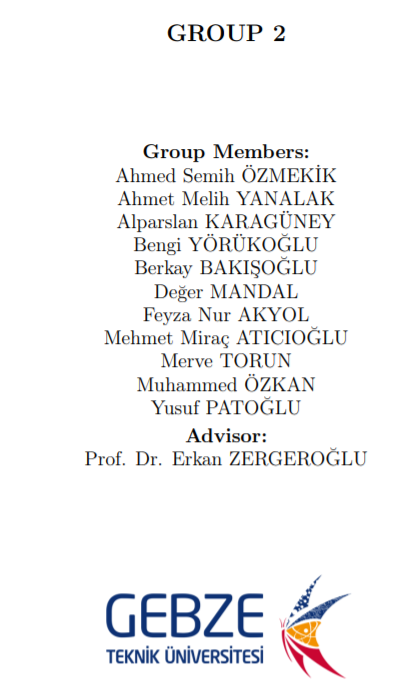 GROUP 2
Group Members:
Ahmed Semih ÖZMEKİK
Ahmet Melih YANALAK
Alparslan KARAGÜNEY
Bengi YÖRÜKOĞLU
Berkay BAKIŞOĞLU
Değer MANDAL
Feyza Nur AKYOL
Mehmet Miraç ATICIOĞLU
Merve TORUN
Muhammed ÖZKAN
Yusuf PATOĞLU
Advisor:
Prof. Dr. Erkan ZERGEROĞLU
GEBZE
TEKNİK ÜNİVERSİTESİ